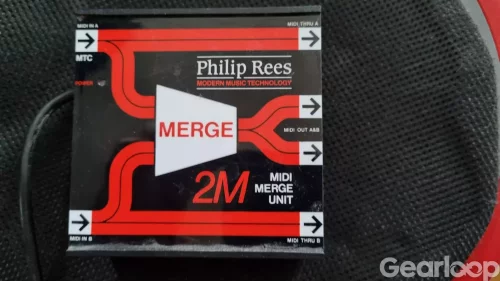 MIDI IN A
MIDI THRU A
MTC
POWER
Philip Rees
MODERN MUSIC TECHNOLOGY
MERGE
MIDI OUT A&B
2M
MIDI
MERGE
UNIT
MIDI IN B
MIDI THRU B
Gearloop